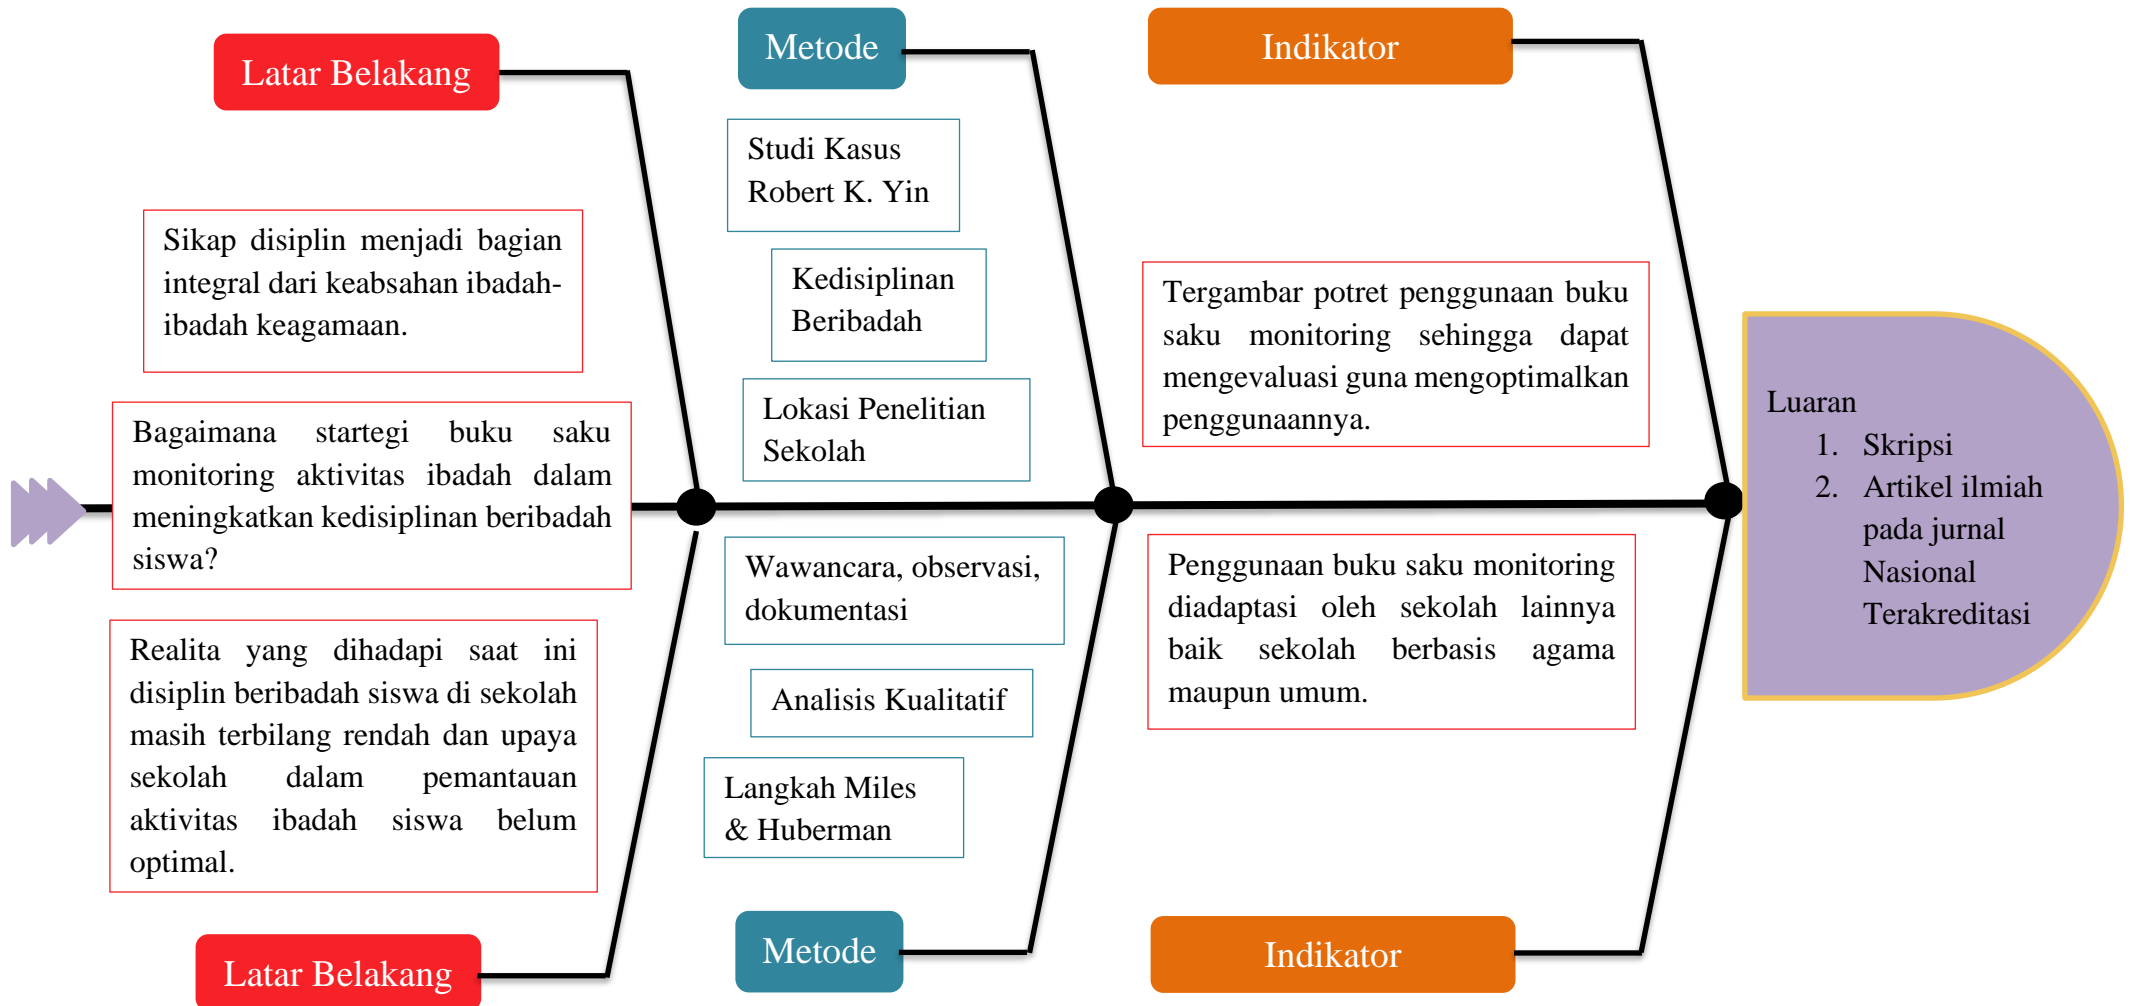 Latar Belakang
Sikap disiplin menjadi bagian
integral dari keabsahan ibadah-
ibadah keagamaan.
Bagaimana startegi buku saku
monitoring aktivitas ibadah dalam
meningkatkan kedisiplinan beribadah
siswa?
Realita yang dihadapi saat ini
disiplin beribadah siswa di sekolah
masih terbilang rendah dan upaya
sekolah dalam pemantauan
aktivitas ibadah siswa belum
optimal.
Latar Belakang
Metode
Studi Kasus
Robert K. Yin
Kedisiplinan
Beribadah
Lokasi Penelitian
Sekolah
Wawancara, observasi,
dokumentasi
Analisis Kualitatif
Langkah Miles
& Huberman
Metode
Indikator
Tergambar potret penggunaan buku
saku monitoring sehingga dapat
mengevaluasi guna mengoptimalkan
penggunaannya.
Penggunaan buku saku monitoring
diadaptasi oleh sekolah lainnya
baik sekolah berbasis agama
maupun umum.
Indikator
Luaran
1. Skripsi
2. Artikel ilmiah
pada jurnal
Nasional
Terakreditasi